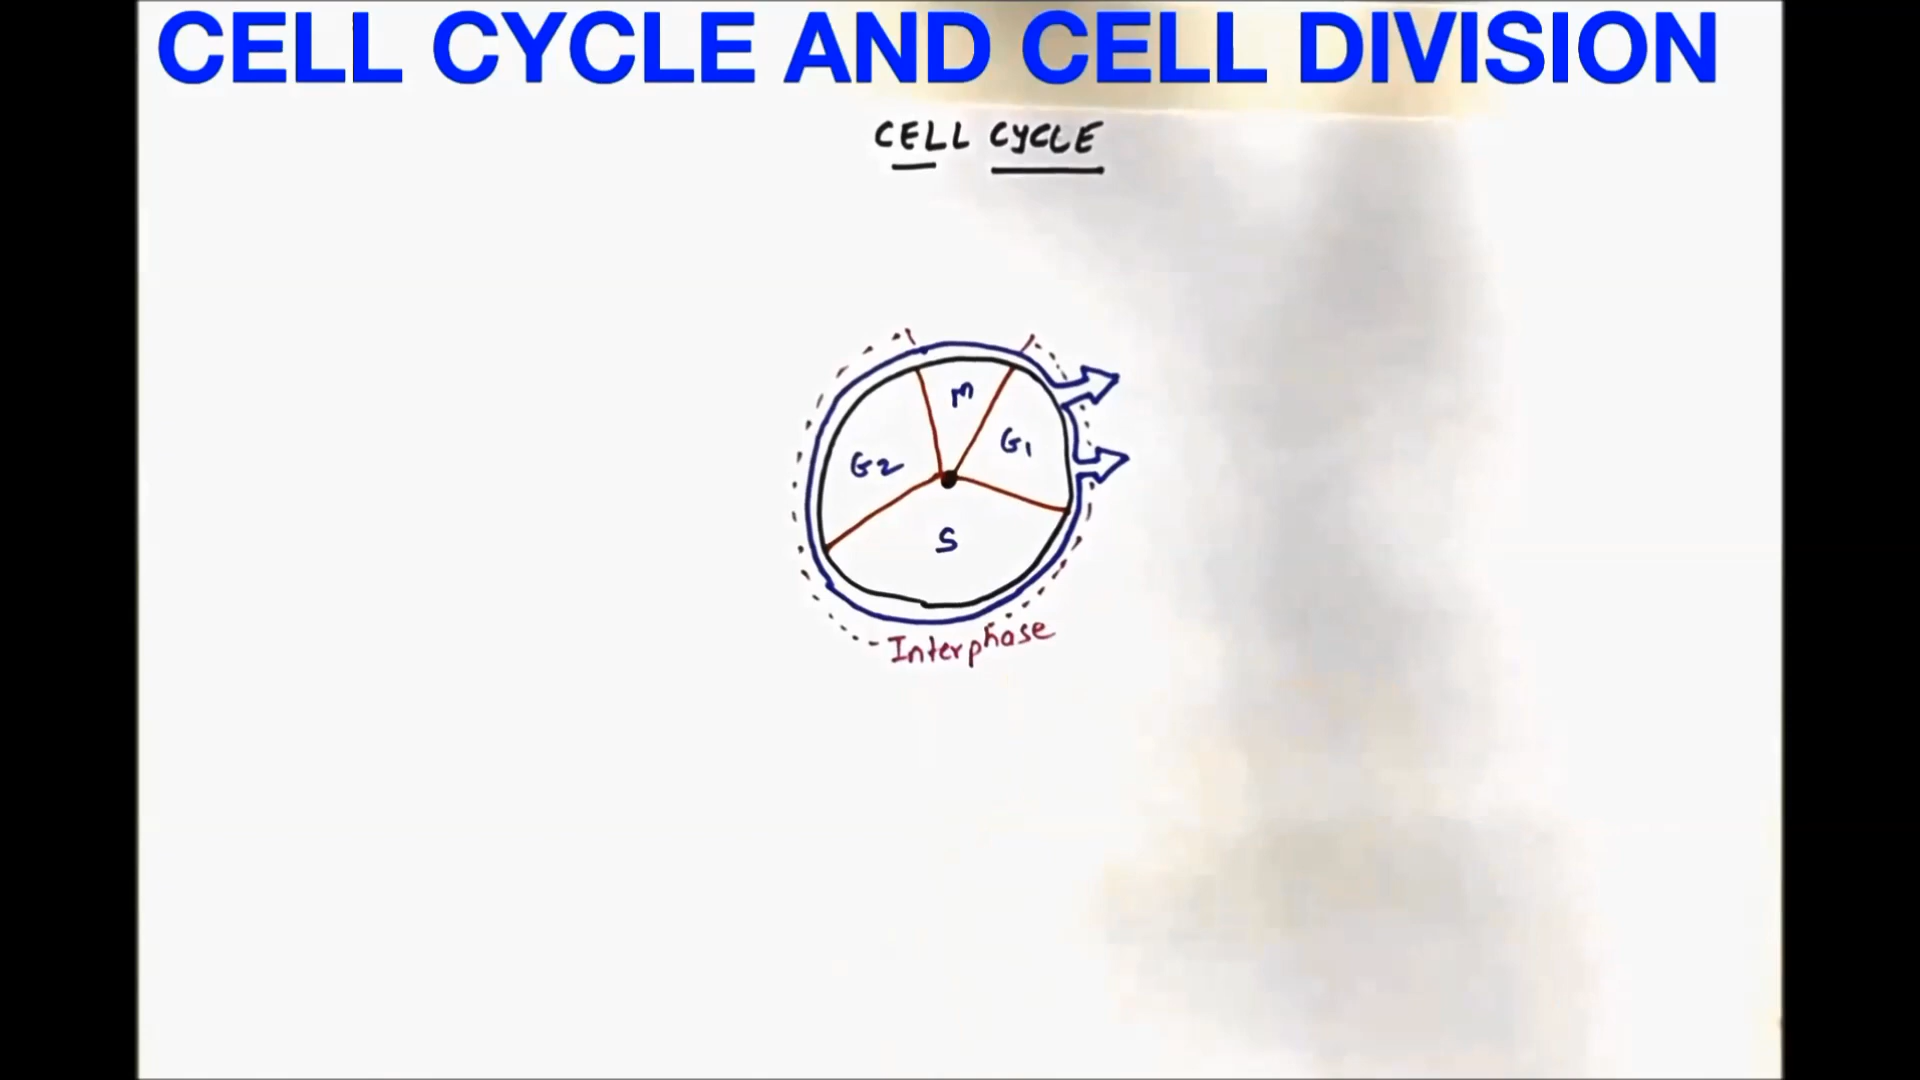 CELL CYCLE AND CELL DIVISION
CELL CYCLE
M
G1
G2
S
Interphase